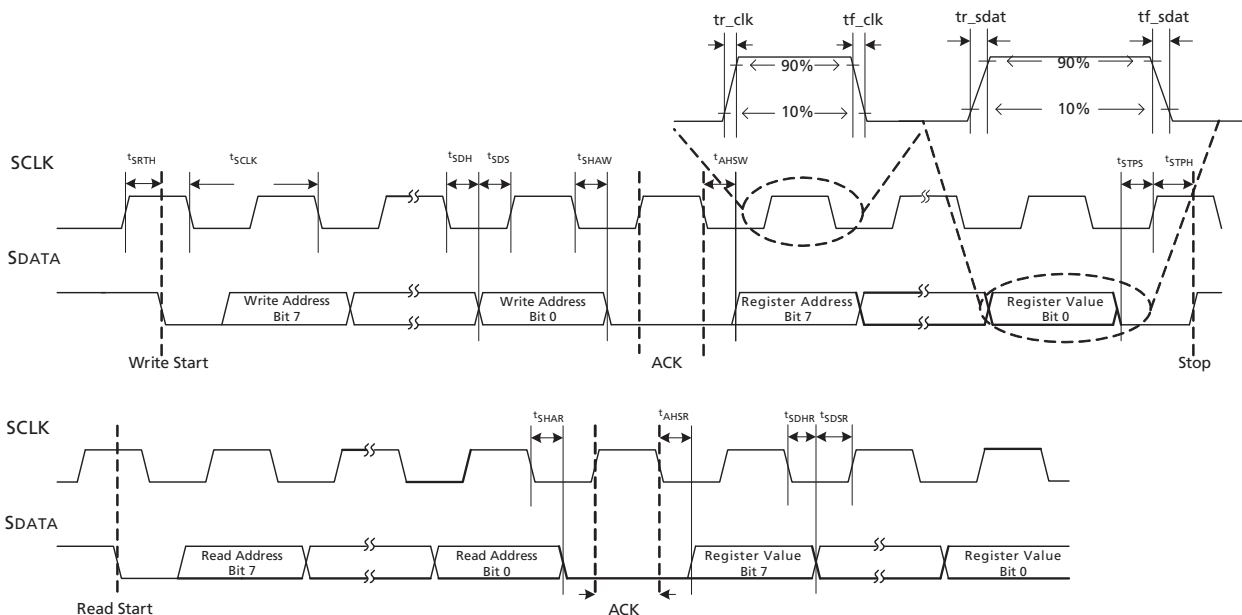 tr_clk tf_clk tr_sdat tf_sdat
90% 90%
10% 10%
SCLK tSRTH tSCLK tSDH tSDS tSHAW tAHSW tSTPS tSTPH
SDATA
Write Address Bit 7
Write Address Bit 0
Register Address Bit 7
Register Value Bit 0
Write Start ACK Stop
SCLK tSHAR tAHSR tSDHR tSDSR
SDATA
Read Address Bit 7
Read Address Bit 0
Register Value Bit 7
Register Value Bit 0
Read Start ACK